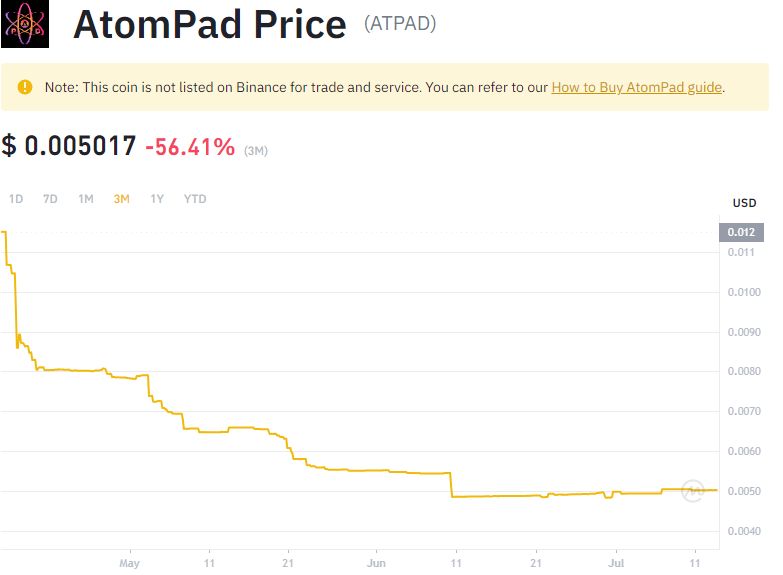 AtomPad Price (ATPAD)
Note: This coin is not listed on Binance for trade and service. You can refer to our How to Buy AtomPad guide.
$ 0.005017 -56.41% (3M)
1D 7D 1M 3M 1Y YTD
USD
0.012
0.011
0.0100
0.0090
0.0080
0.0070
0.0060
0.0050
0.0040
May 11 21 Jun 11 21 Jul 11